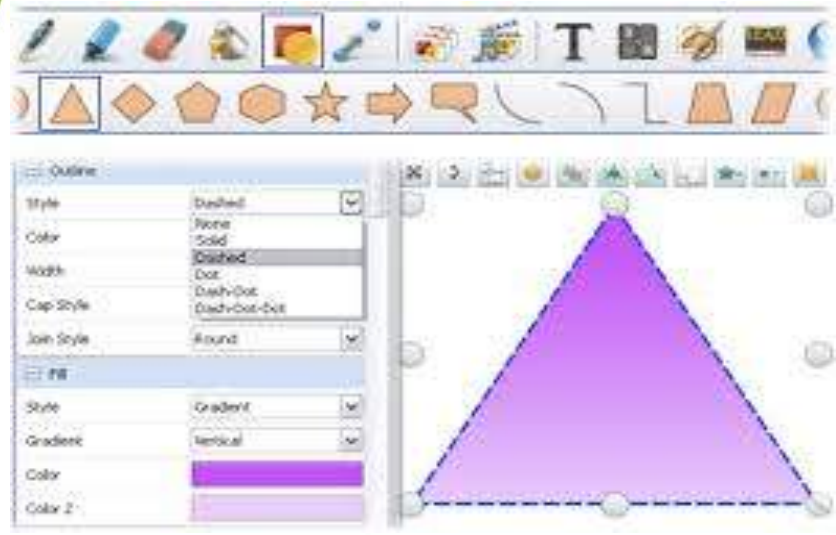 T
READ
Outline
Style Dashed
None
Color
Solid
Dashed
Width
Dot
Dash-Dot
Cap Style
Dash-Dot-Dot
Join Style Round
Fill
Style Gradient
Gradient Vertical
Color
Color 2